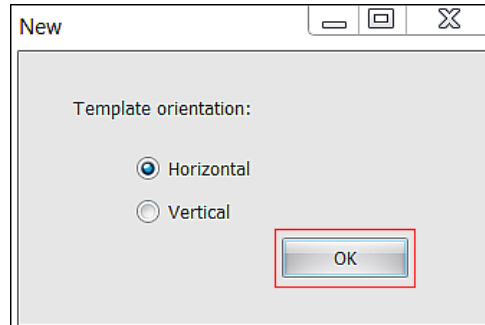 New
Template orientation:
Horizontal
Vertical
OK